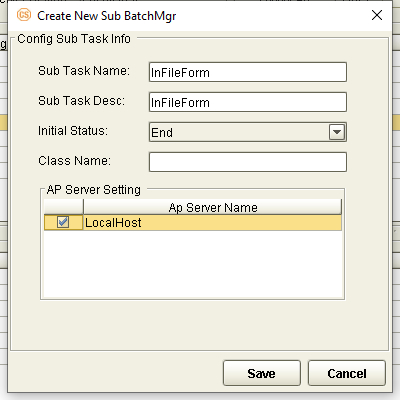 CS Create New Sub BatchMgr
Config Sub Task Info
Sub Task Name: InFileForm
Sub Task Desc: InFileForm
Initial Status: End
Class Name:
AP Server Setting
Ap Server Name
LocalHost
Save Cancel